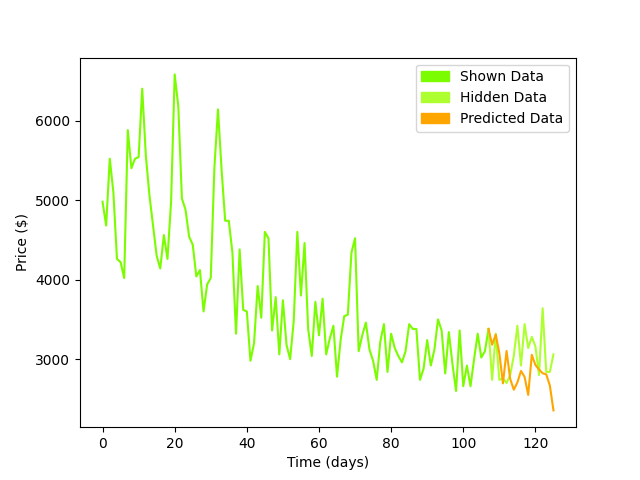 Shown Data
Hidden Data
Predicted Data
Price ($)
6000
5000
4000
3000
0 20 40 60 80 100 120
Time (days)